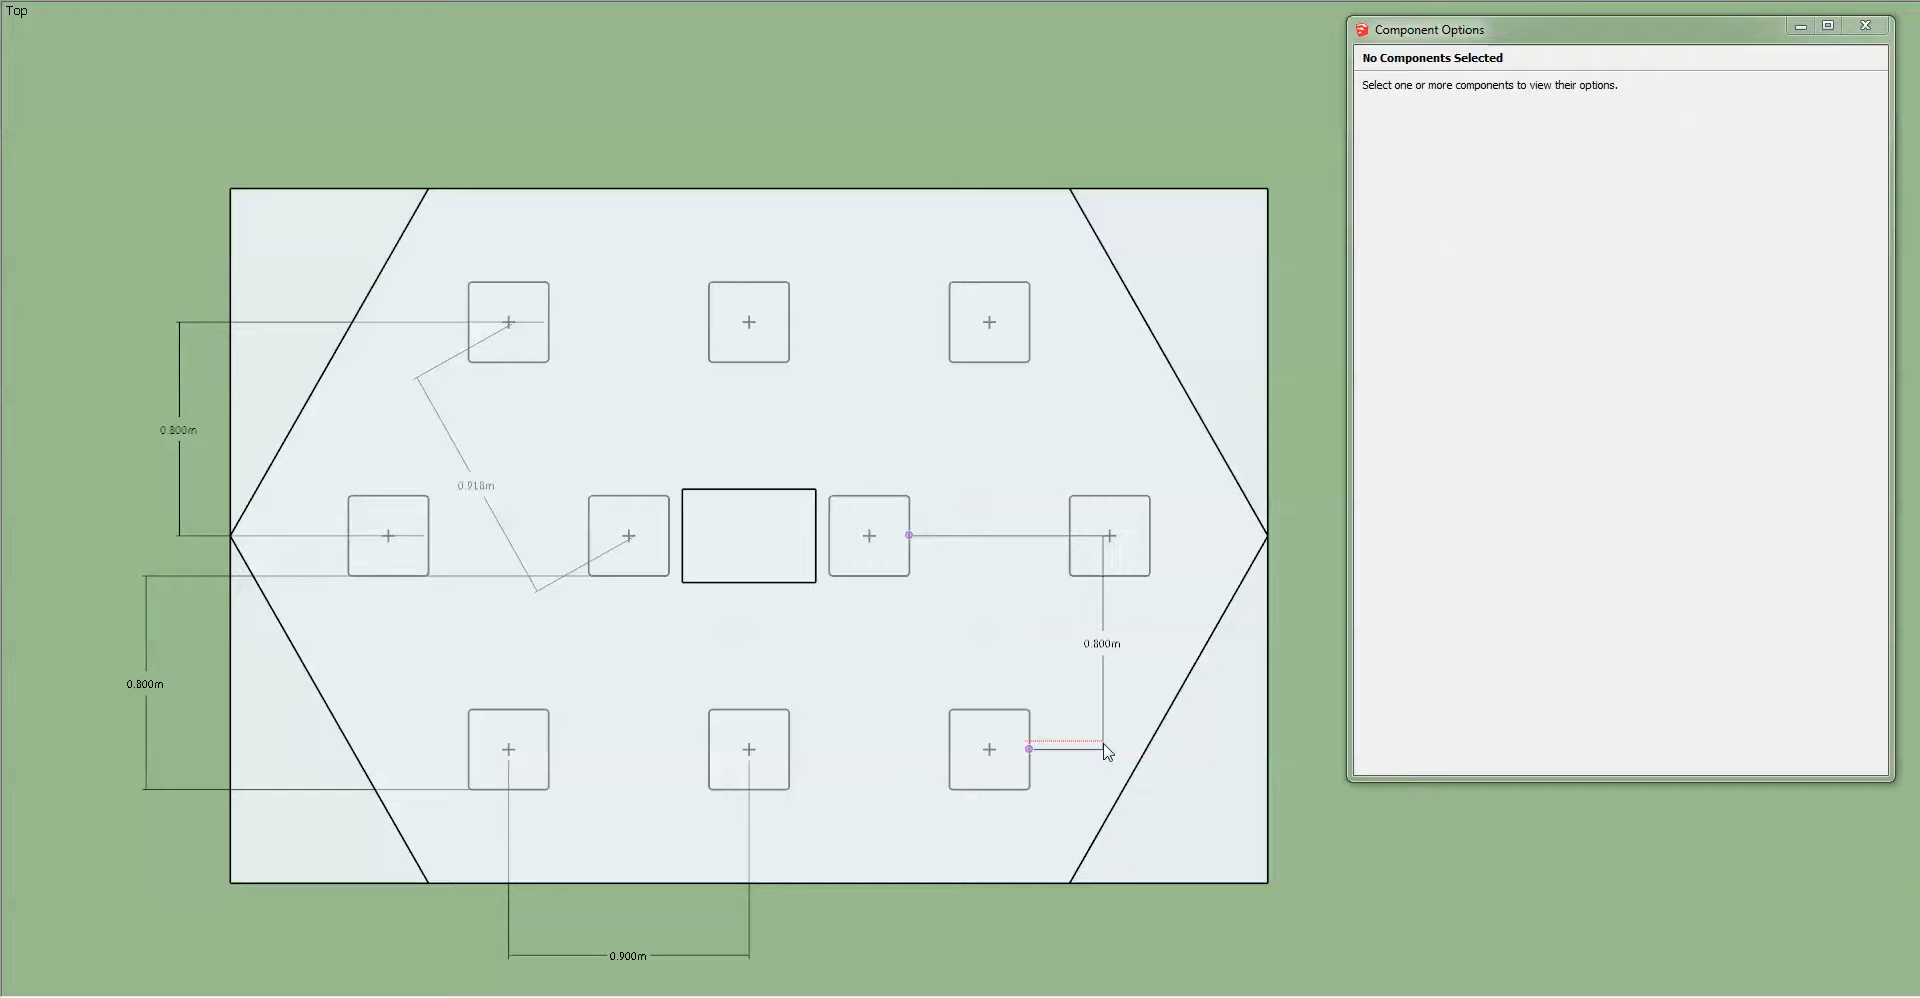 Top
Component Options
No Components Selected
Select one or more components to view their options.
0.800m
0.918m
0.800m
0.800m
0.900m